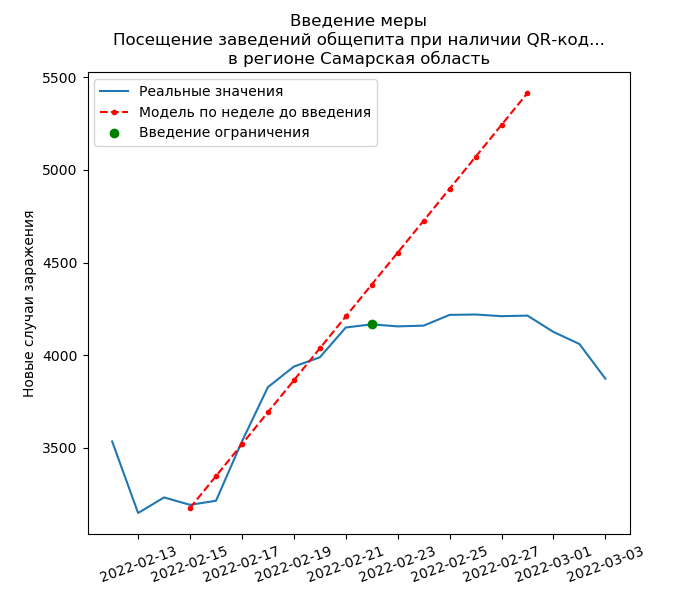 Введение меры
Посещение заведений общепита при наличии QR-код...
в регионе Самарская область
Реальные значения
Модель по неделе до введения
Введение ограничения
Новые случаи заражения
5500
5000
4500
4000
3500
2022-02-13
2022-02-15
2022-02-17
2022-02-19
2022-02-21
2022-02-23
2022-02-25
2022-02-27
2022-03-01
2022-03-03